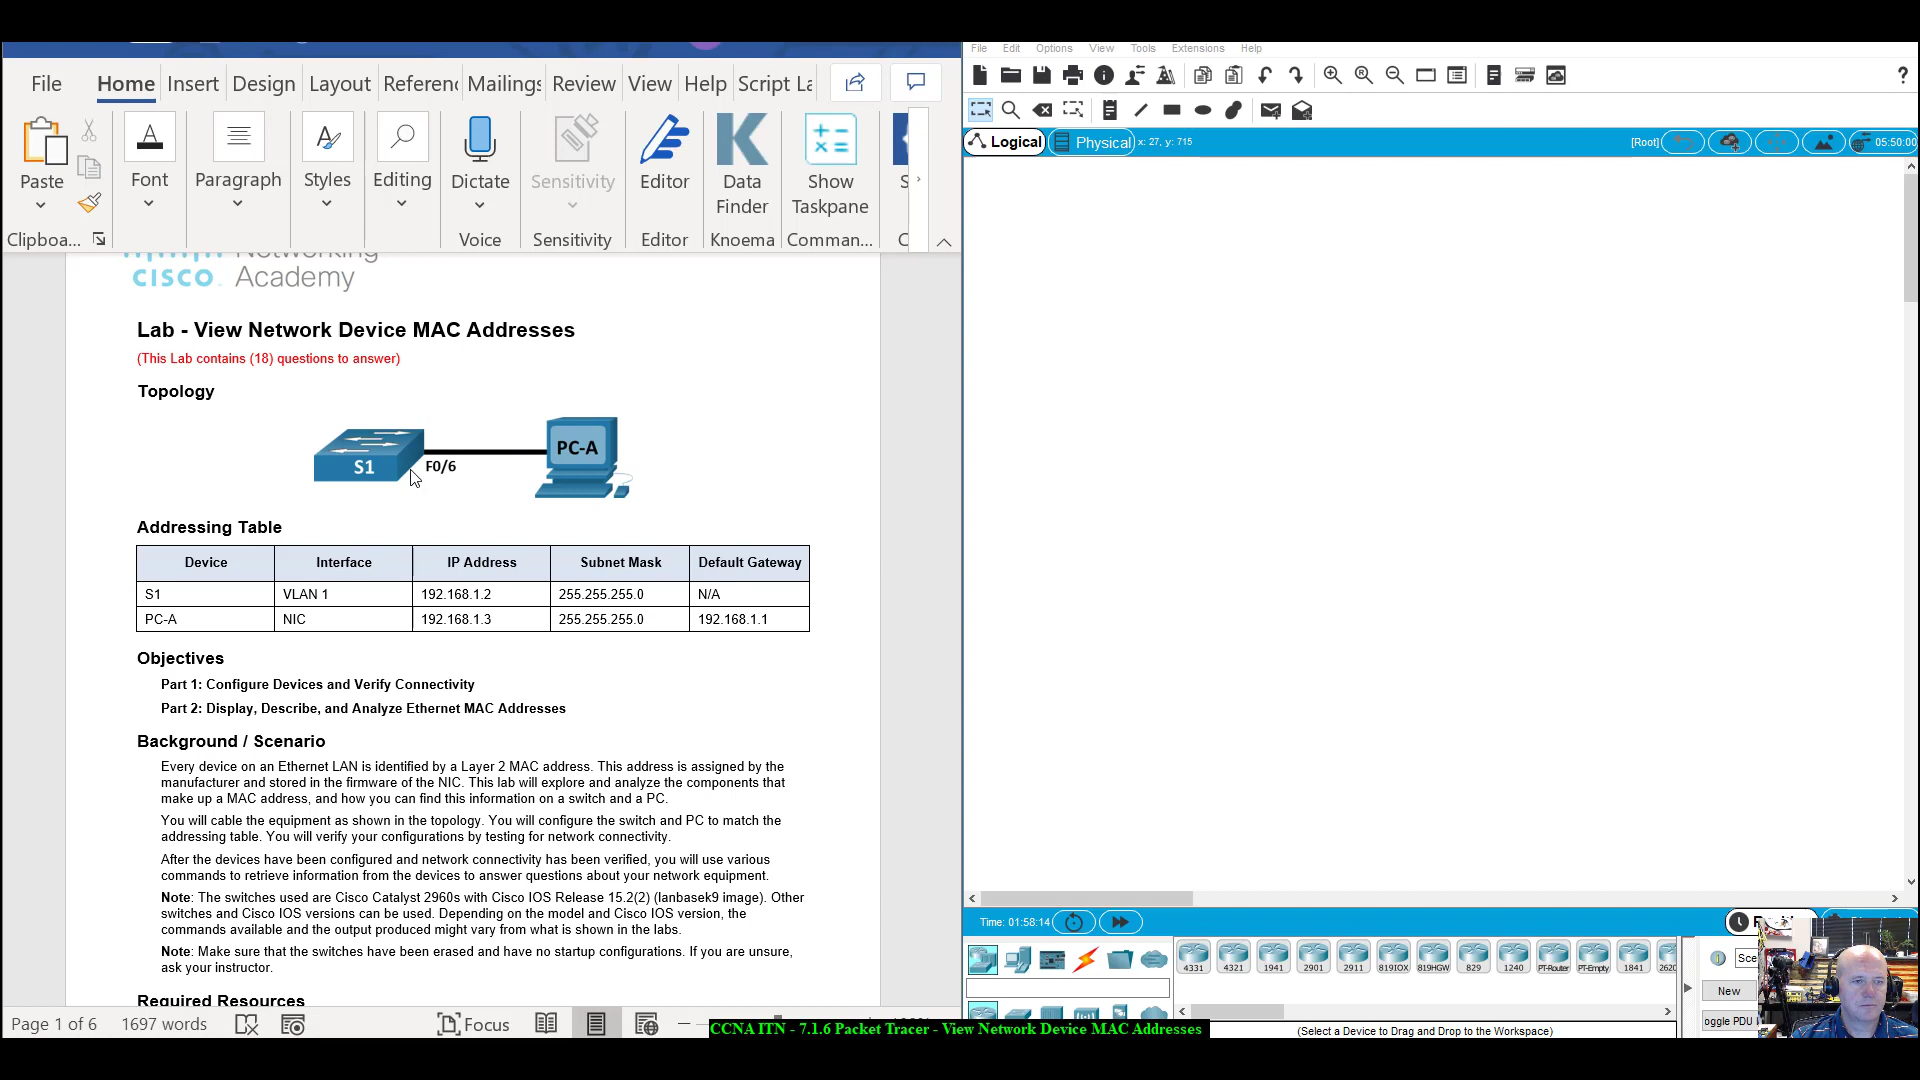 File Home Insert Design Layout Referenc Mailings Review View Help Script La
Paste Font Paragraph Styles Editing Dictate Sensitivity Editor Data Finder Show Taskpane
Clipboa... Voice Sensitivity Editor Knoema Comman...
Networking
CISCO. Academy
Lab - View Network Device MAC Addresses
(This Lab contains (18) questions to answer)
Topology
S1 F0/6 PC-A
Addressing Table
Device Interface IP Address Subnet Mask Default Gateway
S1 VLAN 1 192.168.1.2 255.255.255.0 N/A
PC-A NIC 192.168.1.3 255.255.255.0 192.168.1.1
Objectives
Part 1: Configure Devices and Verify Connectivity
Part 2: Display, Describe, and Analyze Ethernet MAC Addresses
Background / Scenario
Every device on an Ethernet LAN is identified by a Layer 2 MAC address. This address is assigned by the
manufacturer and stored in the firmware of the NIC. This lab will explore and analyze the components that
make up a MAC address, and how you can find this information on a switch and a PC.
You will cable the equipment as shown in the topology. You will configure the switch and PC to match the
addressing table. You will verify your configurations by testing for network connectivity.
After the devices have been configured and network connectivity has been verified, you will use various
commands to retrieve information from the devices to answer questions about your network equipment.
Note: The switches used are Cisco Catalyst 2960s with Cisco IOS Release 15.2(2) (lanbasek9 image). Other
switches and Cisco IOS versions can be used. Depending on the model and Cisco IOS version, the
commands available and the output produced might vary from what is shown in the labs.
Note: Make sure that the switches have been erased and have no startup configurations. If you are unsure,
ask your instructor.
Required Resources
Page 1 of 6 1697 words Focus
File Edit Options View Tools Extensions Help
Logical Physical x: 27, y: 715 [Root] 05:50:00
Time: 01:58:14
4331 4321 1941 2901 2911 819IOX 819HGW 829 1240 PT-Router PT-Empty 1841 2620
Sce
New
oggle PDU
(Select a Device to Drag and Drop to the Workspace)
CCNA ITN - 7.1.6 Packet Tracer - View Network Device MAC Addresses